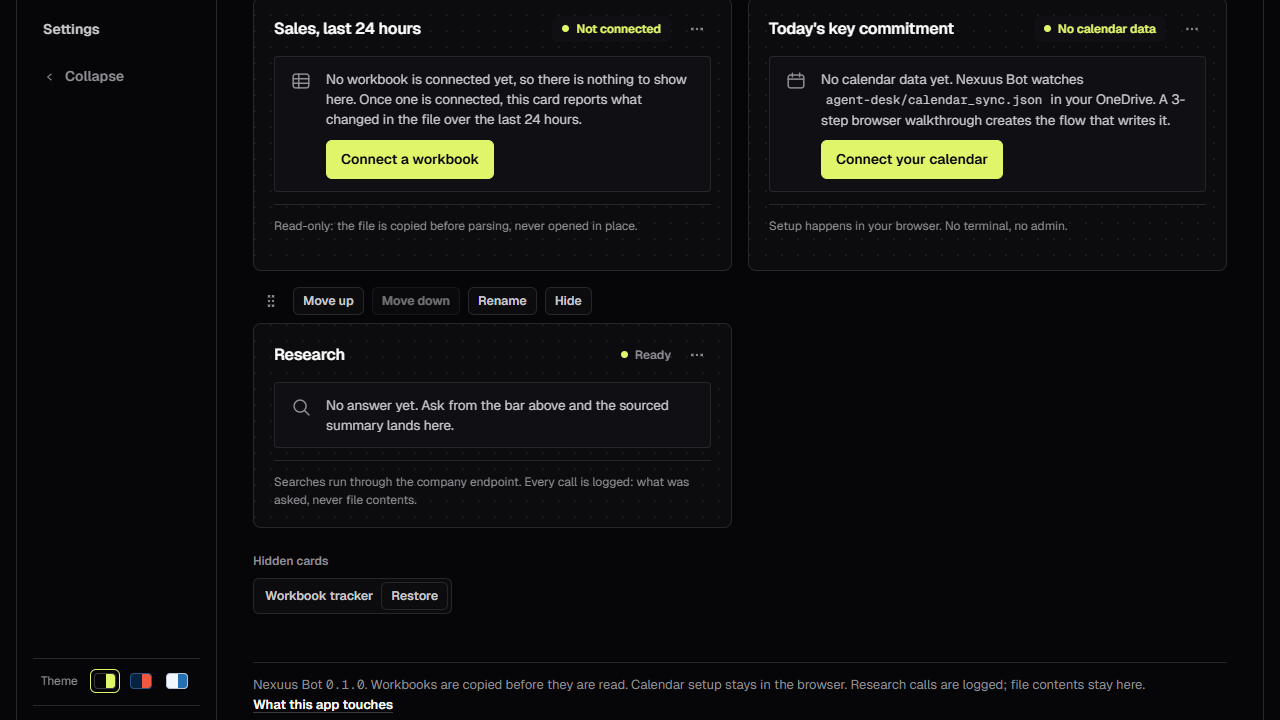 Settings
Collapse
Sales, last 24 hours
Not connected
No workbook is connected yet, so there is nothing to show
here. Once one is connected, this card reports what
changed in the file over the last 24 hours.
Connect a workbook
Read-only: the file is copied before parsing, never opened in place.
Today's key commitment
No calendar data
No calendar data yet. Nexuus Bot watches
agent-desk/calendar_sync.json in your OneDrive. A 3-
step browser walkthrough creates the flow that writes it.
Connect your calendar
Setup happens in your browser. No terminal, no admin.
Move up Move down Rename Hide
Research
Ready
No answer yet. Ask from the bar above and the sourced
summary lands here.
Searches run through the company endpoint. Every call is logged: what was
asked, never file contents.
Hidden cards
Workbook tracker Restore
Theme
Nexuus Bot 0.1.0. Workbooks are copied before they are read. Calendar setup stays in the browser. Research calls are logged; file contents stay here.
What this app touches